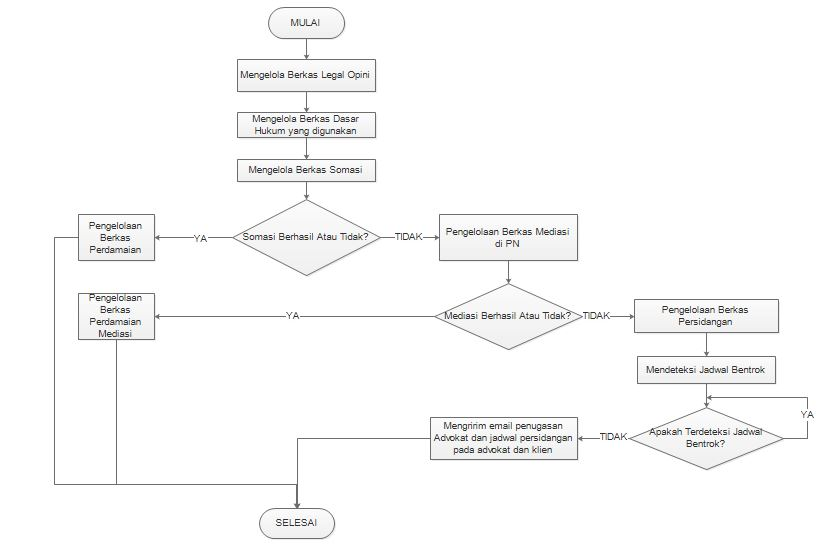 MULAI
Mengelola Berkas Legal Opini
Mengelola Berkas Dasar
Hukum yang digunakan
Mengelola Berkas Somasi
Pengelolaan
Berkas
Perdamaian
YA
Somasi Berhasil Atau Tidak?
TIDAK
Pengelolaan Berkas Mediasi
di PN
Pengelolaan
Berkas
Perdamaian
Mediasi
YA
Mediasi Berhasil Atau Tidak?
TIDAK
Pengelolaan Berkas
Persidangan
Mendeteksi Jadwal Bentrok
YA
Apakah Terdeteksi Jadwal
Bentrok?
TIDAK
Mengririm email penugasan
Advokat dan jadwal persidangan
pada advokat dan klien
SELESAI